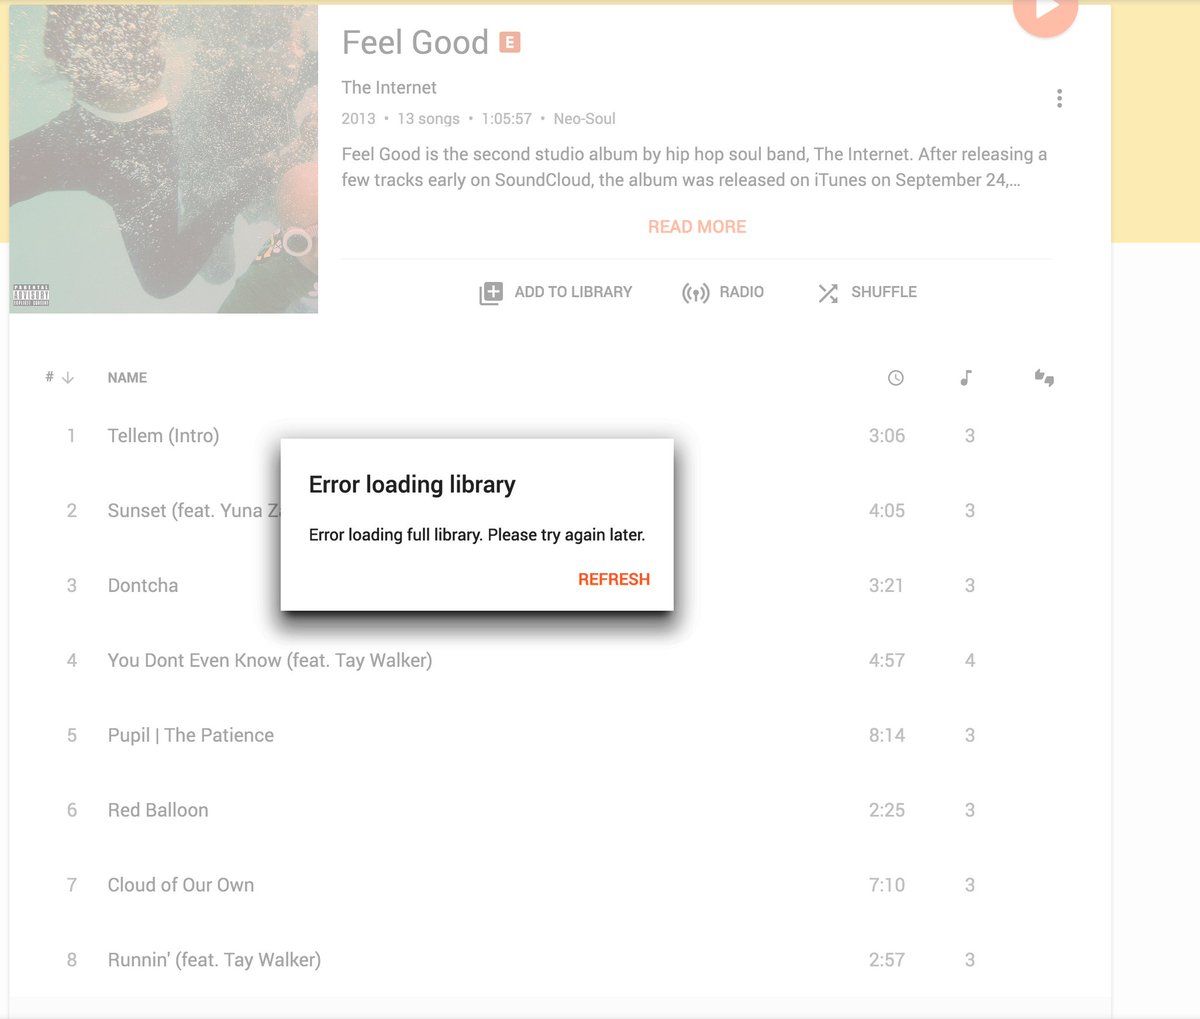 Feel Good E
The Internet
2013 • 13 songs • 1:05:57 • Neo-Soul
Feel Good is the second studio album by hip hop soul band, The Internet. After releasing a
few tracks early on SoundCloud, the album was released on iTunes on September 24,...
READ MORE
PARENTAL
ADVISORY
EXPLICIT CONTENT
ADD TO LIBRARY RADIO SHUFFLE
# NAME
1 Tellem (Intro) 3:06 3
Error loading library
2 Sunset (feat. Yuna 4:05 3
Error loading full library. Please try again later.
REFRESH
3 Dontcha 3:21 3
4 You Dont Even Know (feat. Tay Walker) 4:57 4
5 Pupil | The Patience 8:14 3
6 Red Balloon 2:25 3
7 Cloud of Our Own 7:10 3
8 Runnin' (feat. Tay Walker) 2:57 3